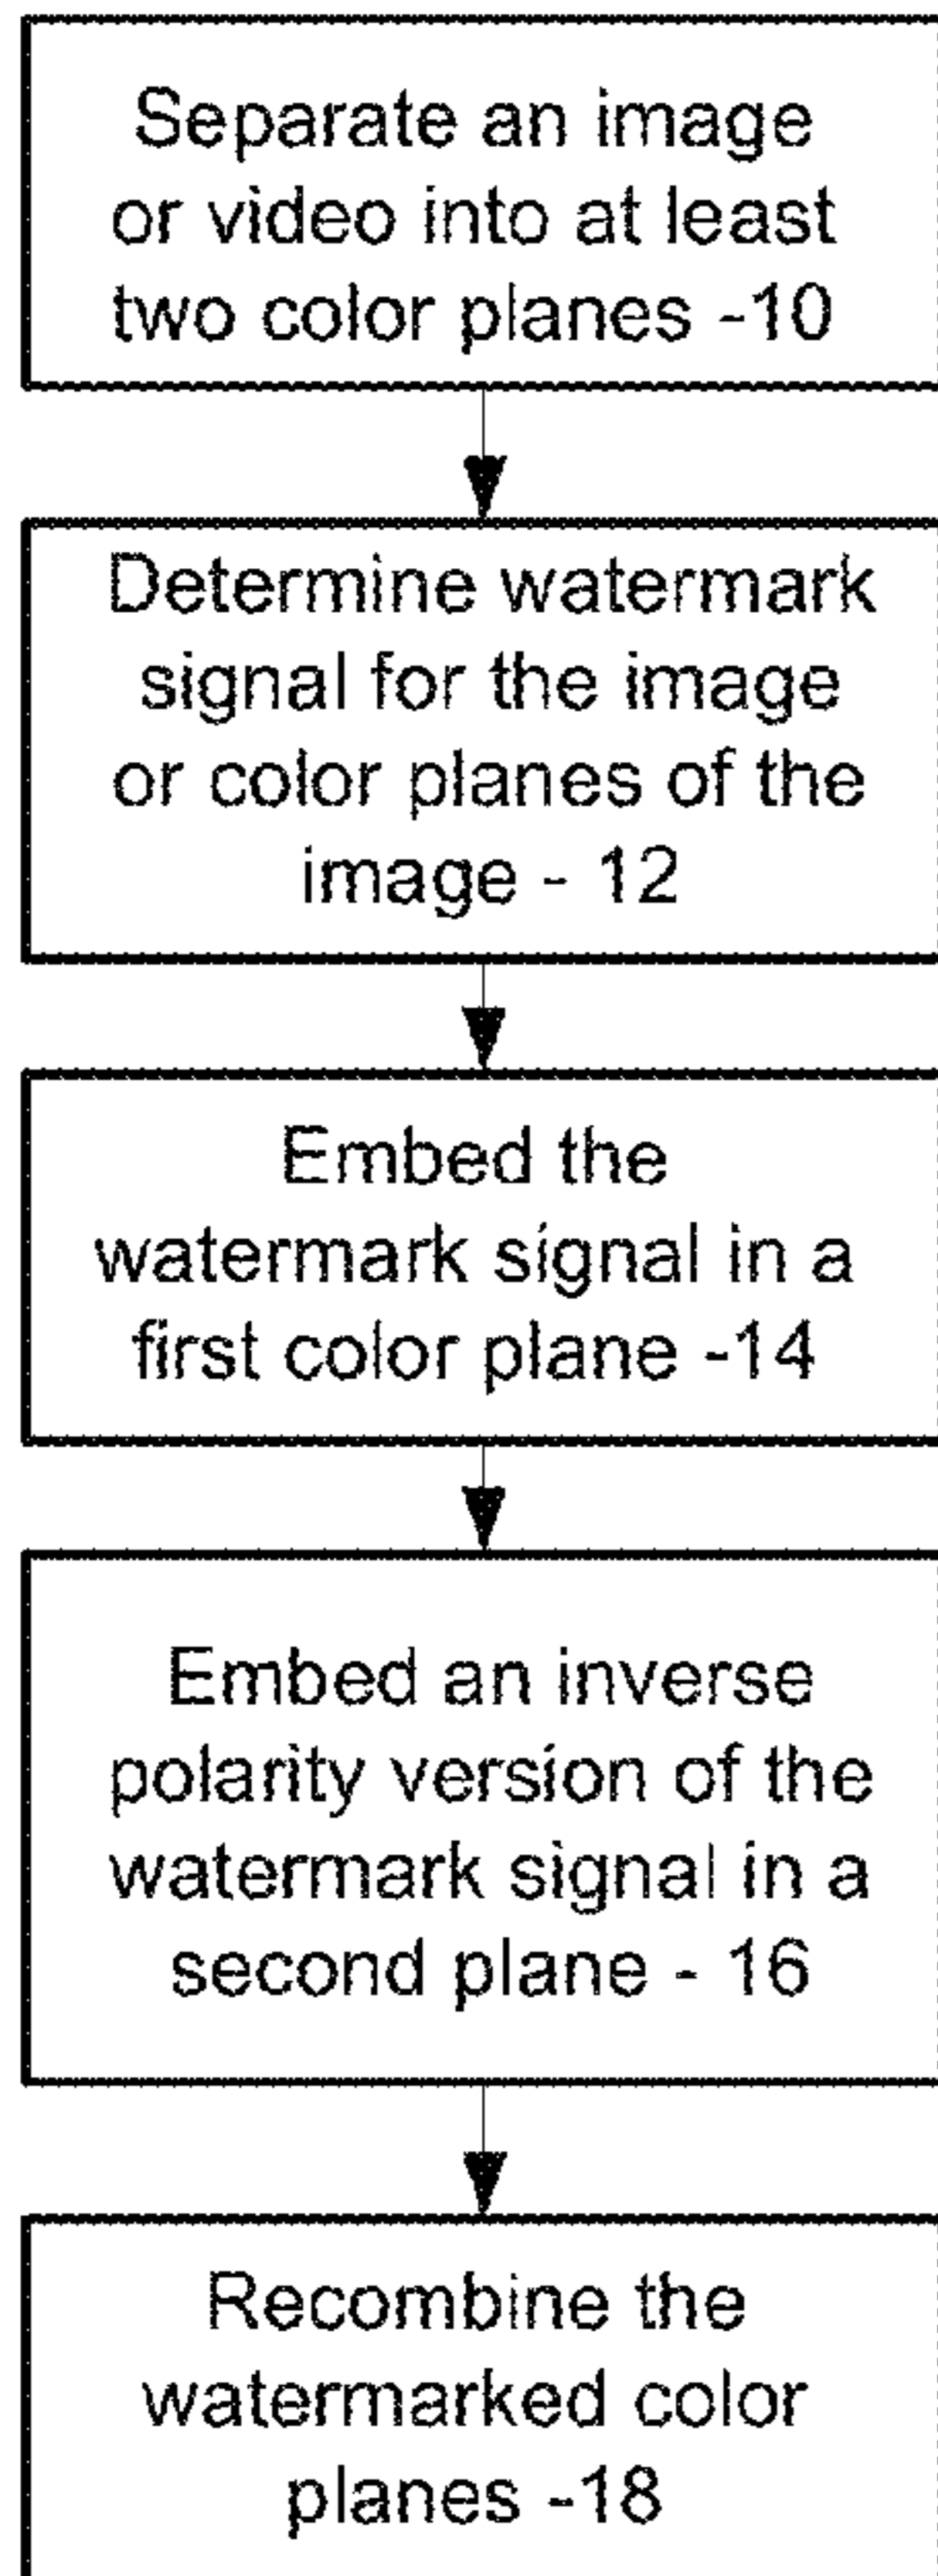 Separate an image
or video into at least
two color planes -10
Determine watermark
signal for the image
or color planes of the
image - 12
Embed the
watermark signal in a
first color plane -14
Embed an inverse
polarity version of the
watermark signal in a
second plane - 16
Recombine the
watermarked color
planes -18